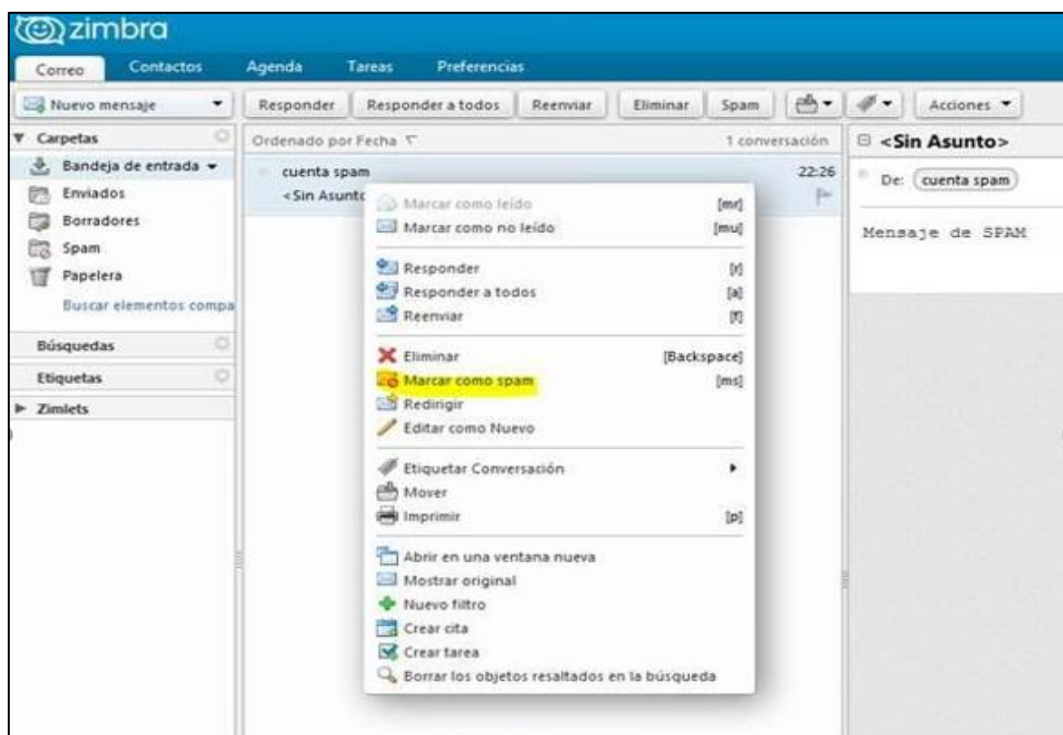 zimbra
Correo Contactos Agenda Tareas Preferencias
Nuevo mensaje Responder Responder a todos Reenviar Eliminar Spam Acciones
Carpetas
Bandeja de entrada
Enviados
Borradores
Spam
Papelera
Buscar elementos compa
Búsquedas
Etiquetas
Zimlets
Ordenado por Fecha 1 conversación
cuenta spam 22:26
<Sin Asunto
Marcar como leído [mr]
Marcar como no leído [mu]
Responder [r]
Responder a todos [a]
Reenviar [f]
Eliminar [Backspace]
Marcar como spam [ms]
Redirigir
Editar como Nuevo
Etiquetar Conversación
Mover
Imprimir [p]
Abrir en una ventana nueva
Mostrar original
Nuevo filtro
Crear cita
Crear tarea
Borrar los objetos resaltados en la búsqueda
<Sin Asunto>
De: cuenta spam
Mensaje de SPAM